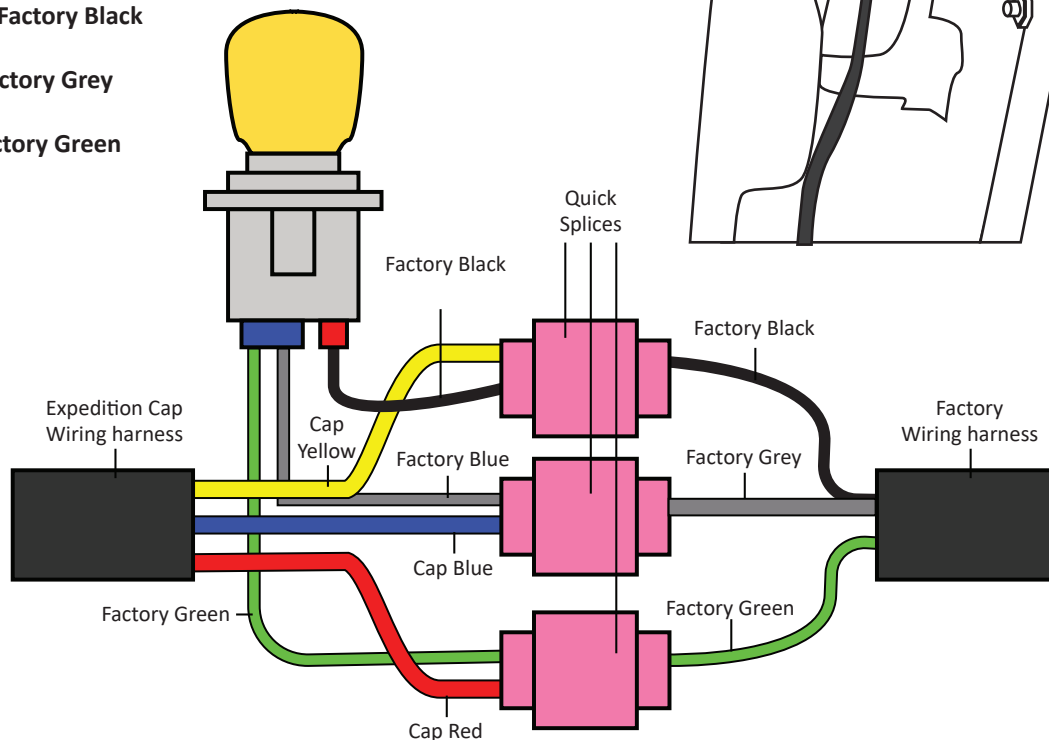 Factory Black
ctory Grey
tory Green
Quick
Splices
Factory Black
Factory Black
Expedition Cap
Wiring harness
Cap
Yellow
Factory Blue
Factory Grey
Factory
Wiring harness
Cap Blue
Factory Green
Factory Green
Cap Red